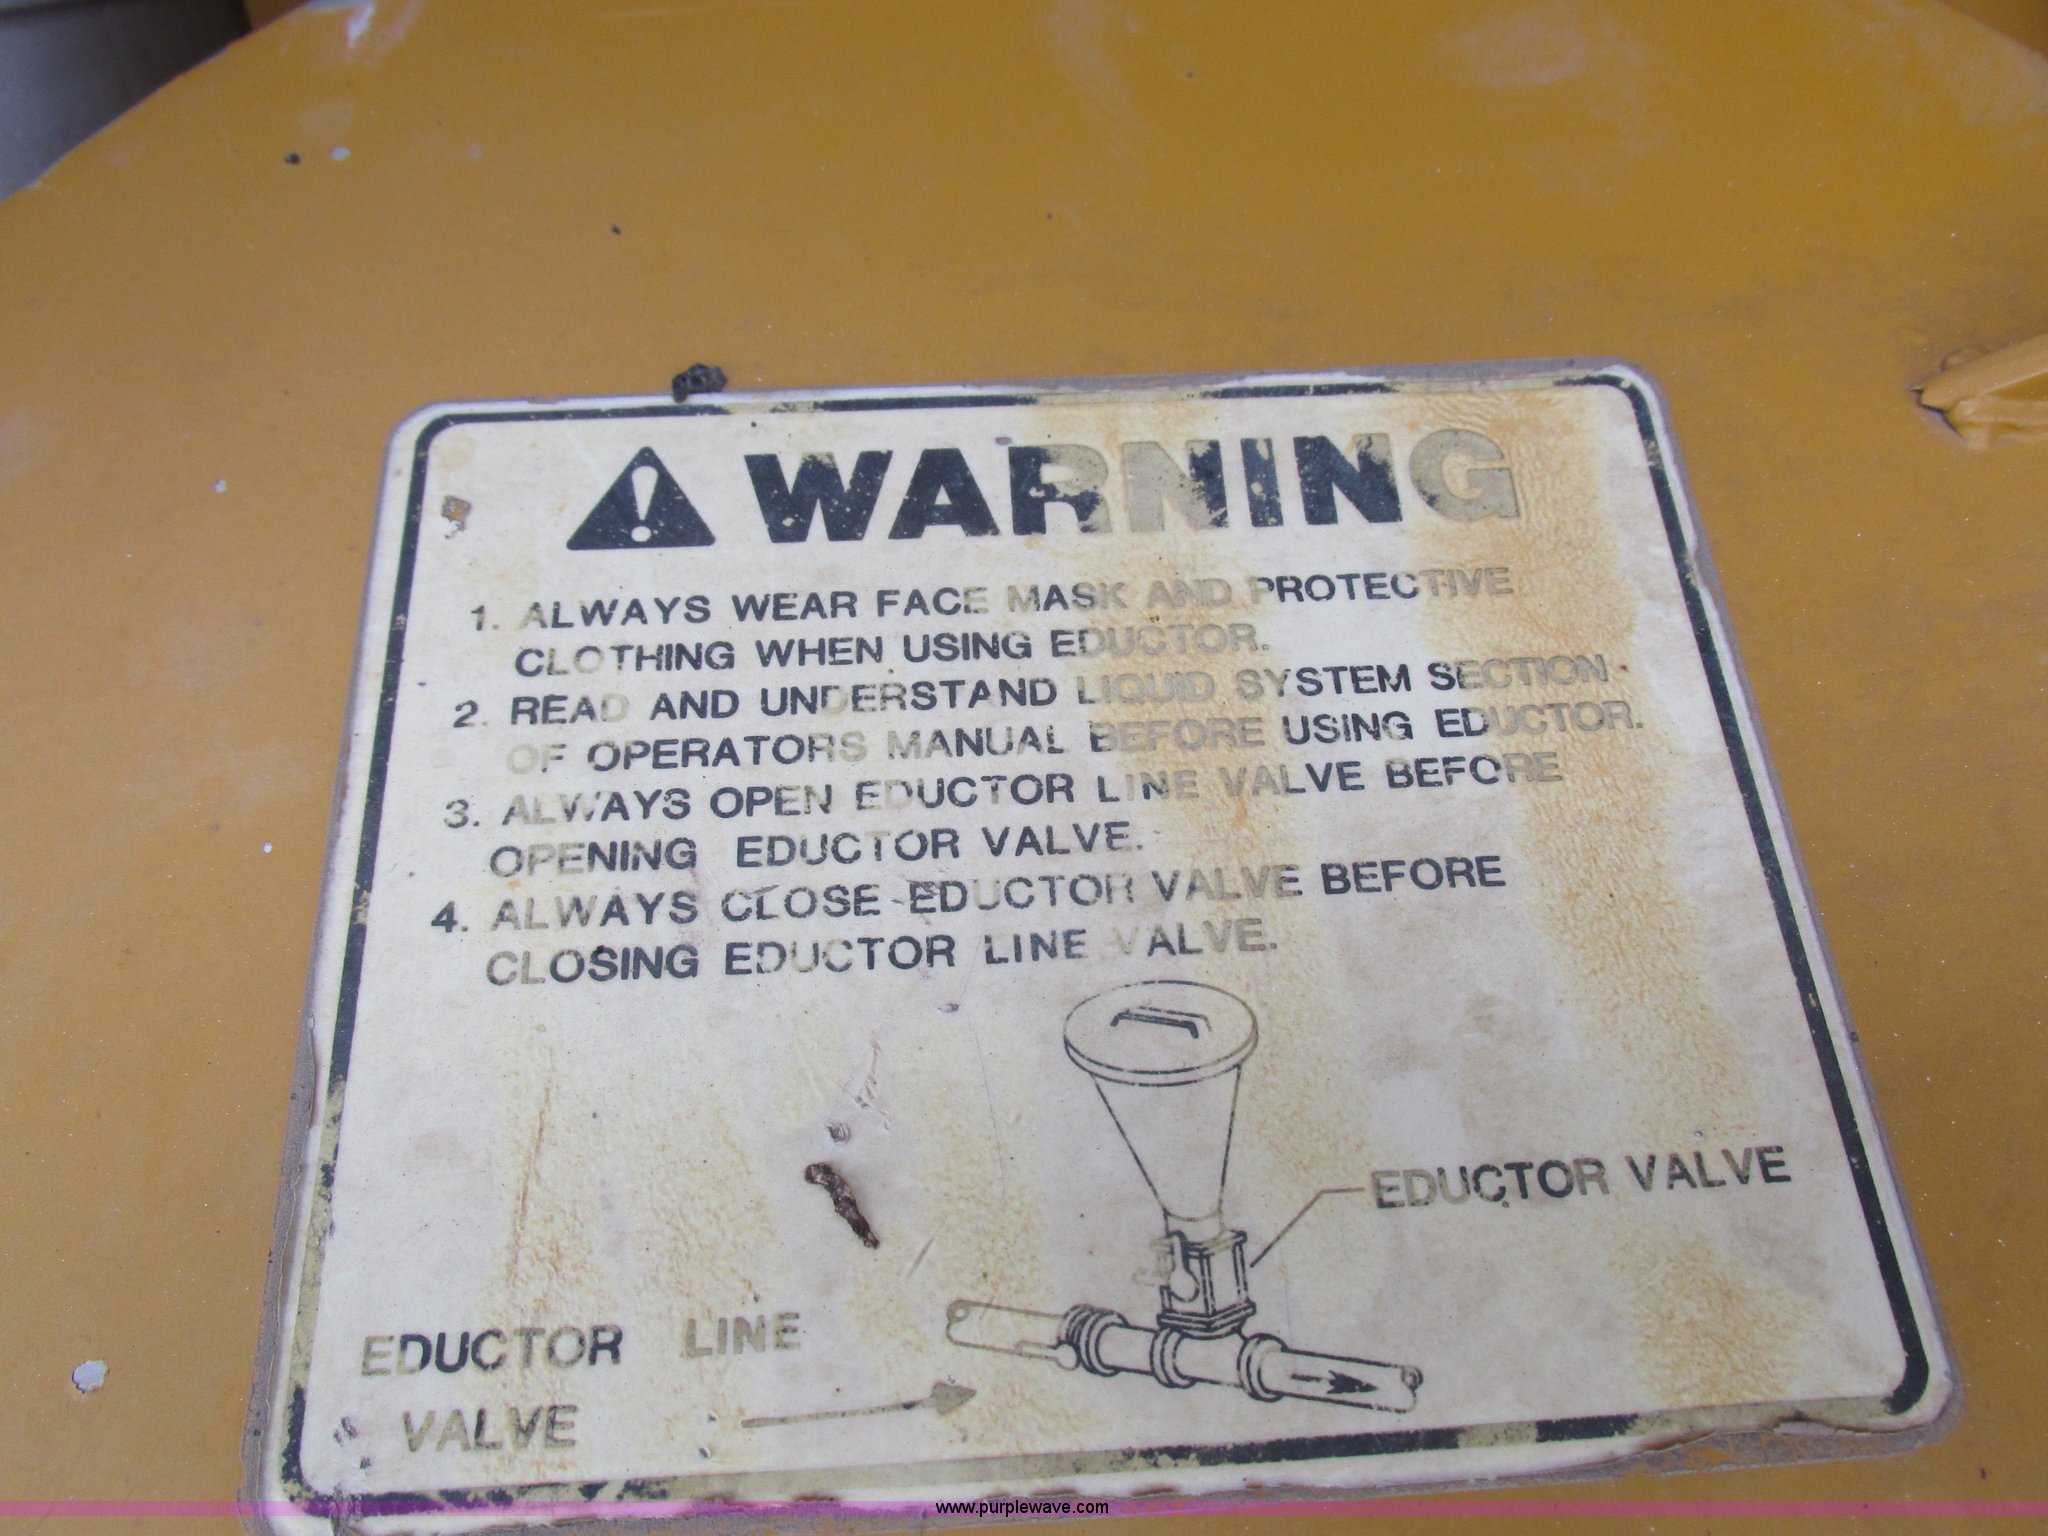 WARNING
1. ALWAYS WEAR FACE MASK AND PROTECTIVE
CLOTHING WHEN USING EDUCTOR.
2. READ AND UNDERSTAND LIQUID SYSTEM SECTION
OF OPERATORS MANUAL BEFORE USING EDUCTOR.
3. ALWAYS OPEN EDUCTOR LINE VALVE BEFORE
OPENING EDUCTOR VALVE.
4. ALWAYS CLOSE EDUCTOR VALVE BEFORE
CLOSING EDUCTOR LINE VALVE.
EDUCTOR VALVE
EDUCTOR LINE
VALVE
www.purplewave.com